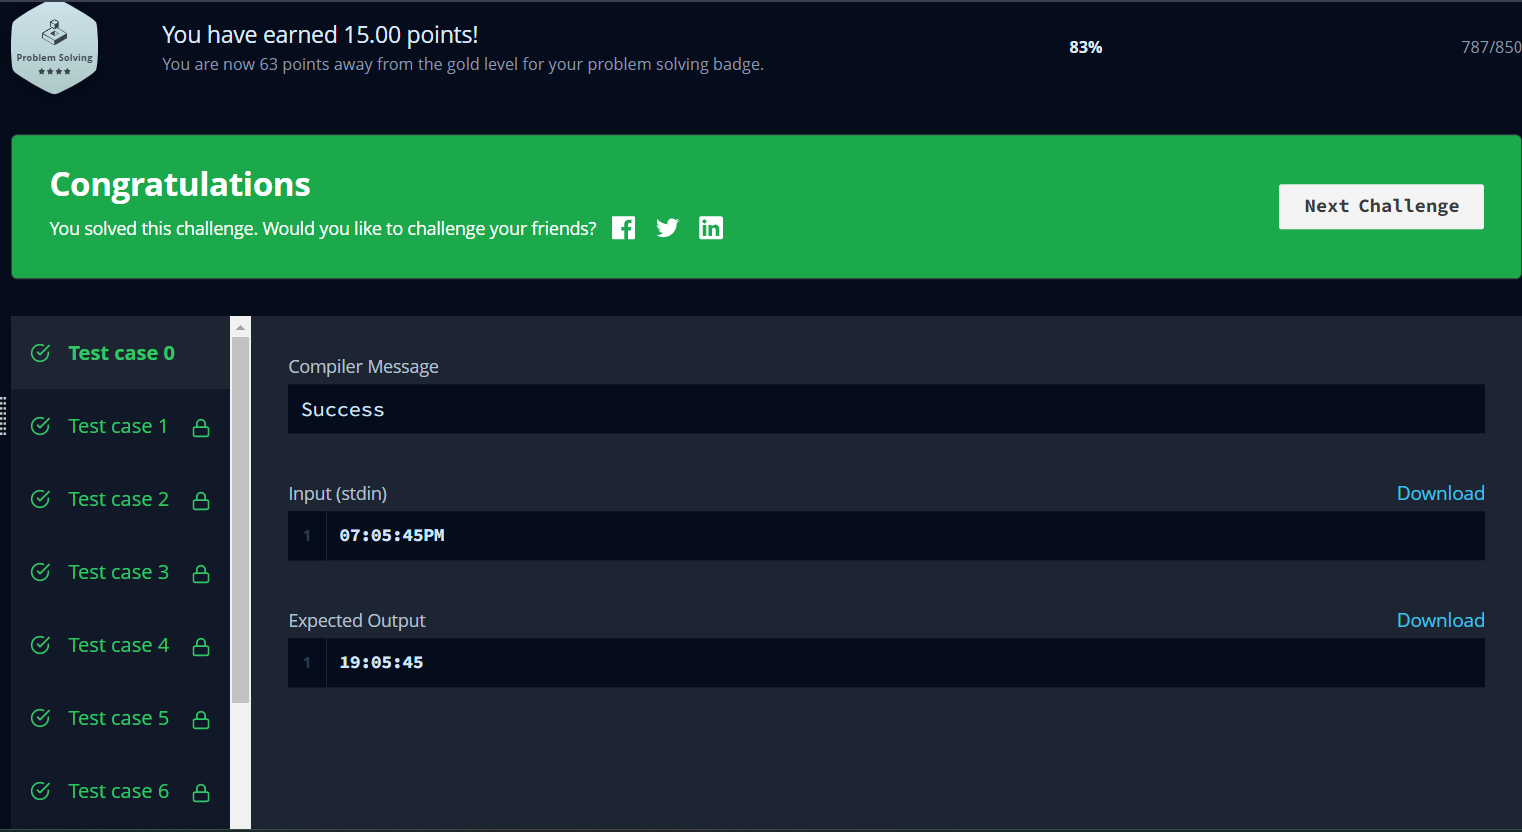 Problem Solving
You have earned 15.00 points!
You are now 63 points away from the gold level for your problem solving badge.
83%
787/850
Congratulations
You solved this challenge. Would you like to challenge your friends?
Next Challenge
Test case 0
Test case 1
Test case 2
Test case 3
Test case 4
Test case 5
Test case 6
Compiler Message
Success
Input (stdin)
Download
1 07:05:45PM
Expected Output
Download
1 19:05:45